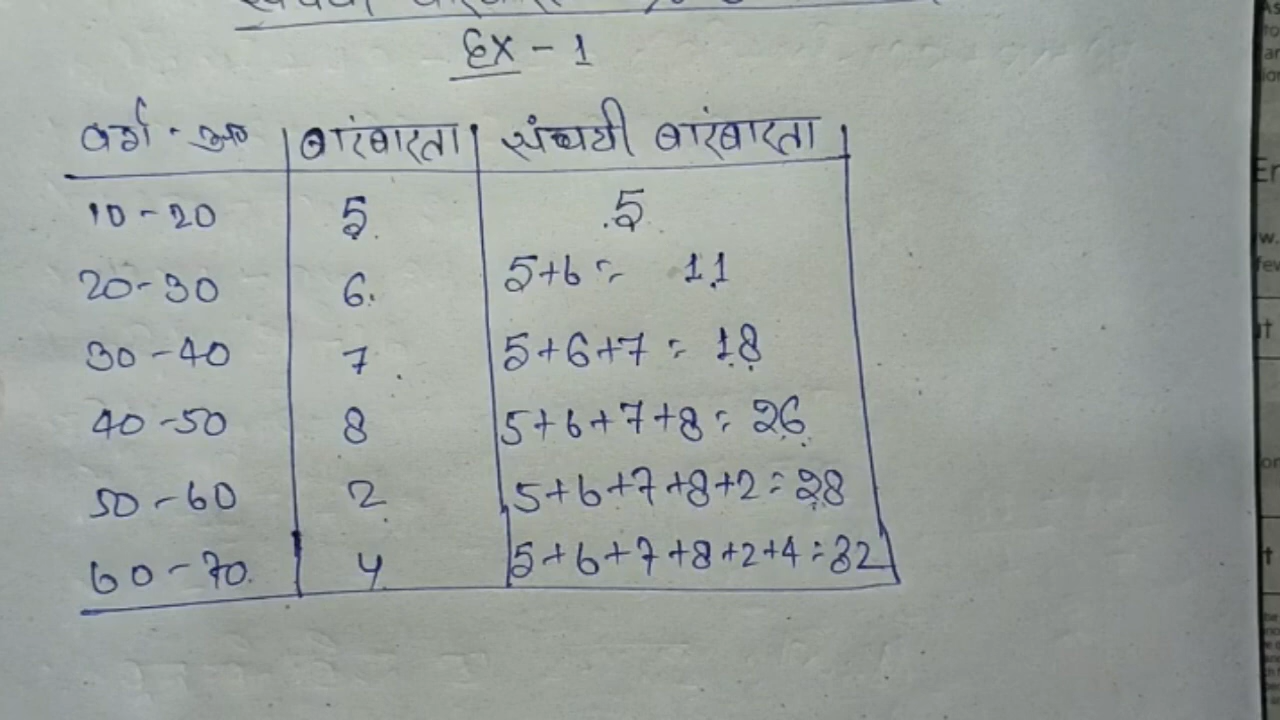 Ex - 1
वर्ग - अन्तराल बारंबारता संचयी बारंबारता
10 - 20 5 5
20 - 30 6 5+6 = 11
30 - 40 7 5+6+7 = 18
40 - 50 8 5+6+7+8 = 26
50 - 60 2 5+6+7+8+2 = 28
60 - 70 4 5+6+7+8+2+4 = 32